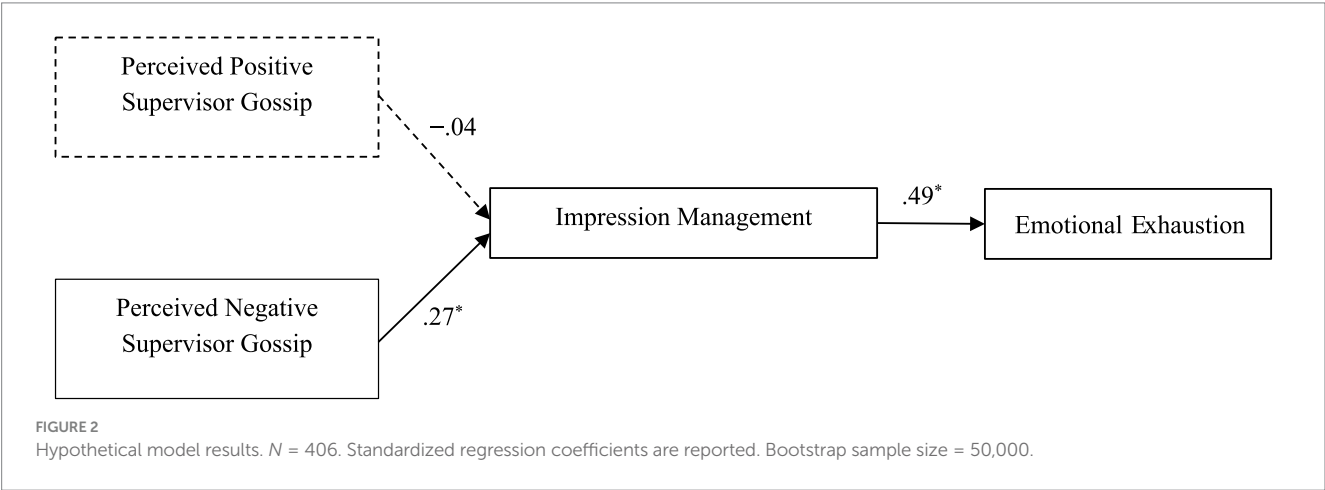 Perceived Positive
Supervisor Gossip
−.04
Impression Management
.49*
Emotional Exhaustion
Perceived Negative
Supervisor Gossip
.27*
FIGURE 2
Hypothetical model results. N = 406. Standardized regression coefficients are reported. Bootstrap sample size = 50,000.